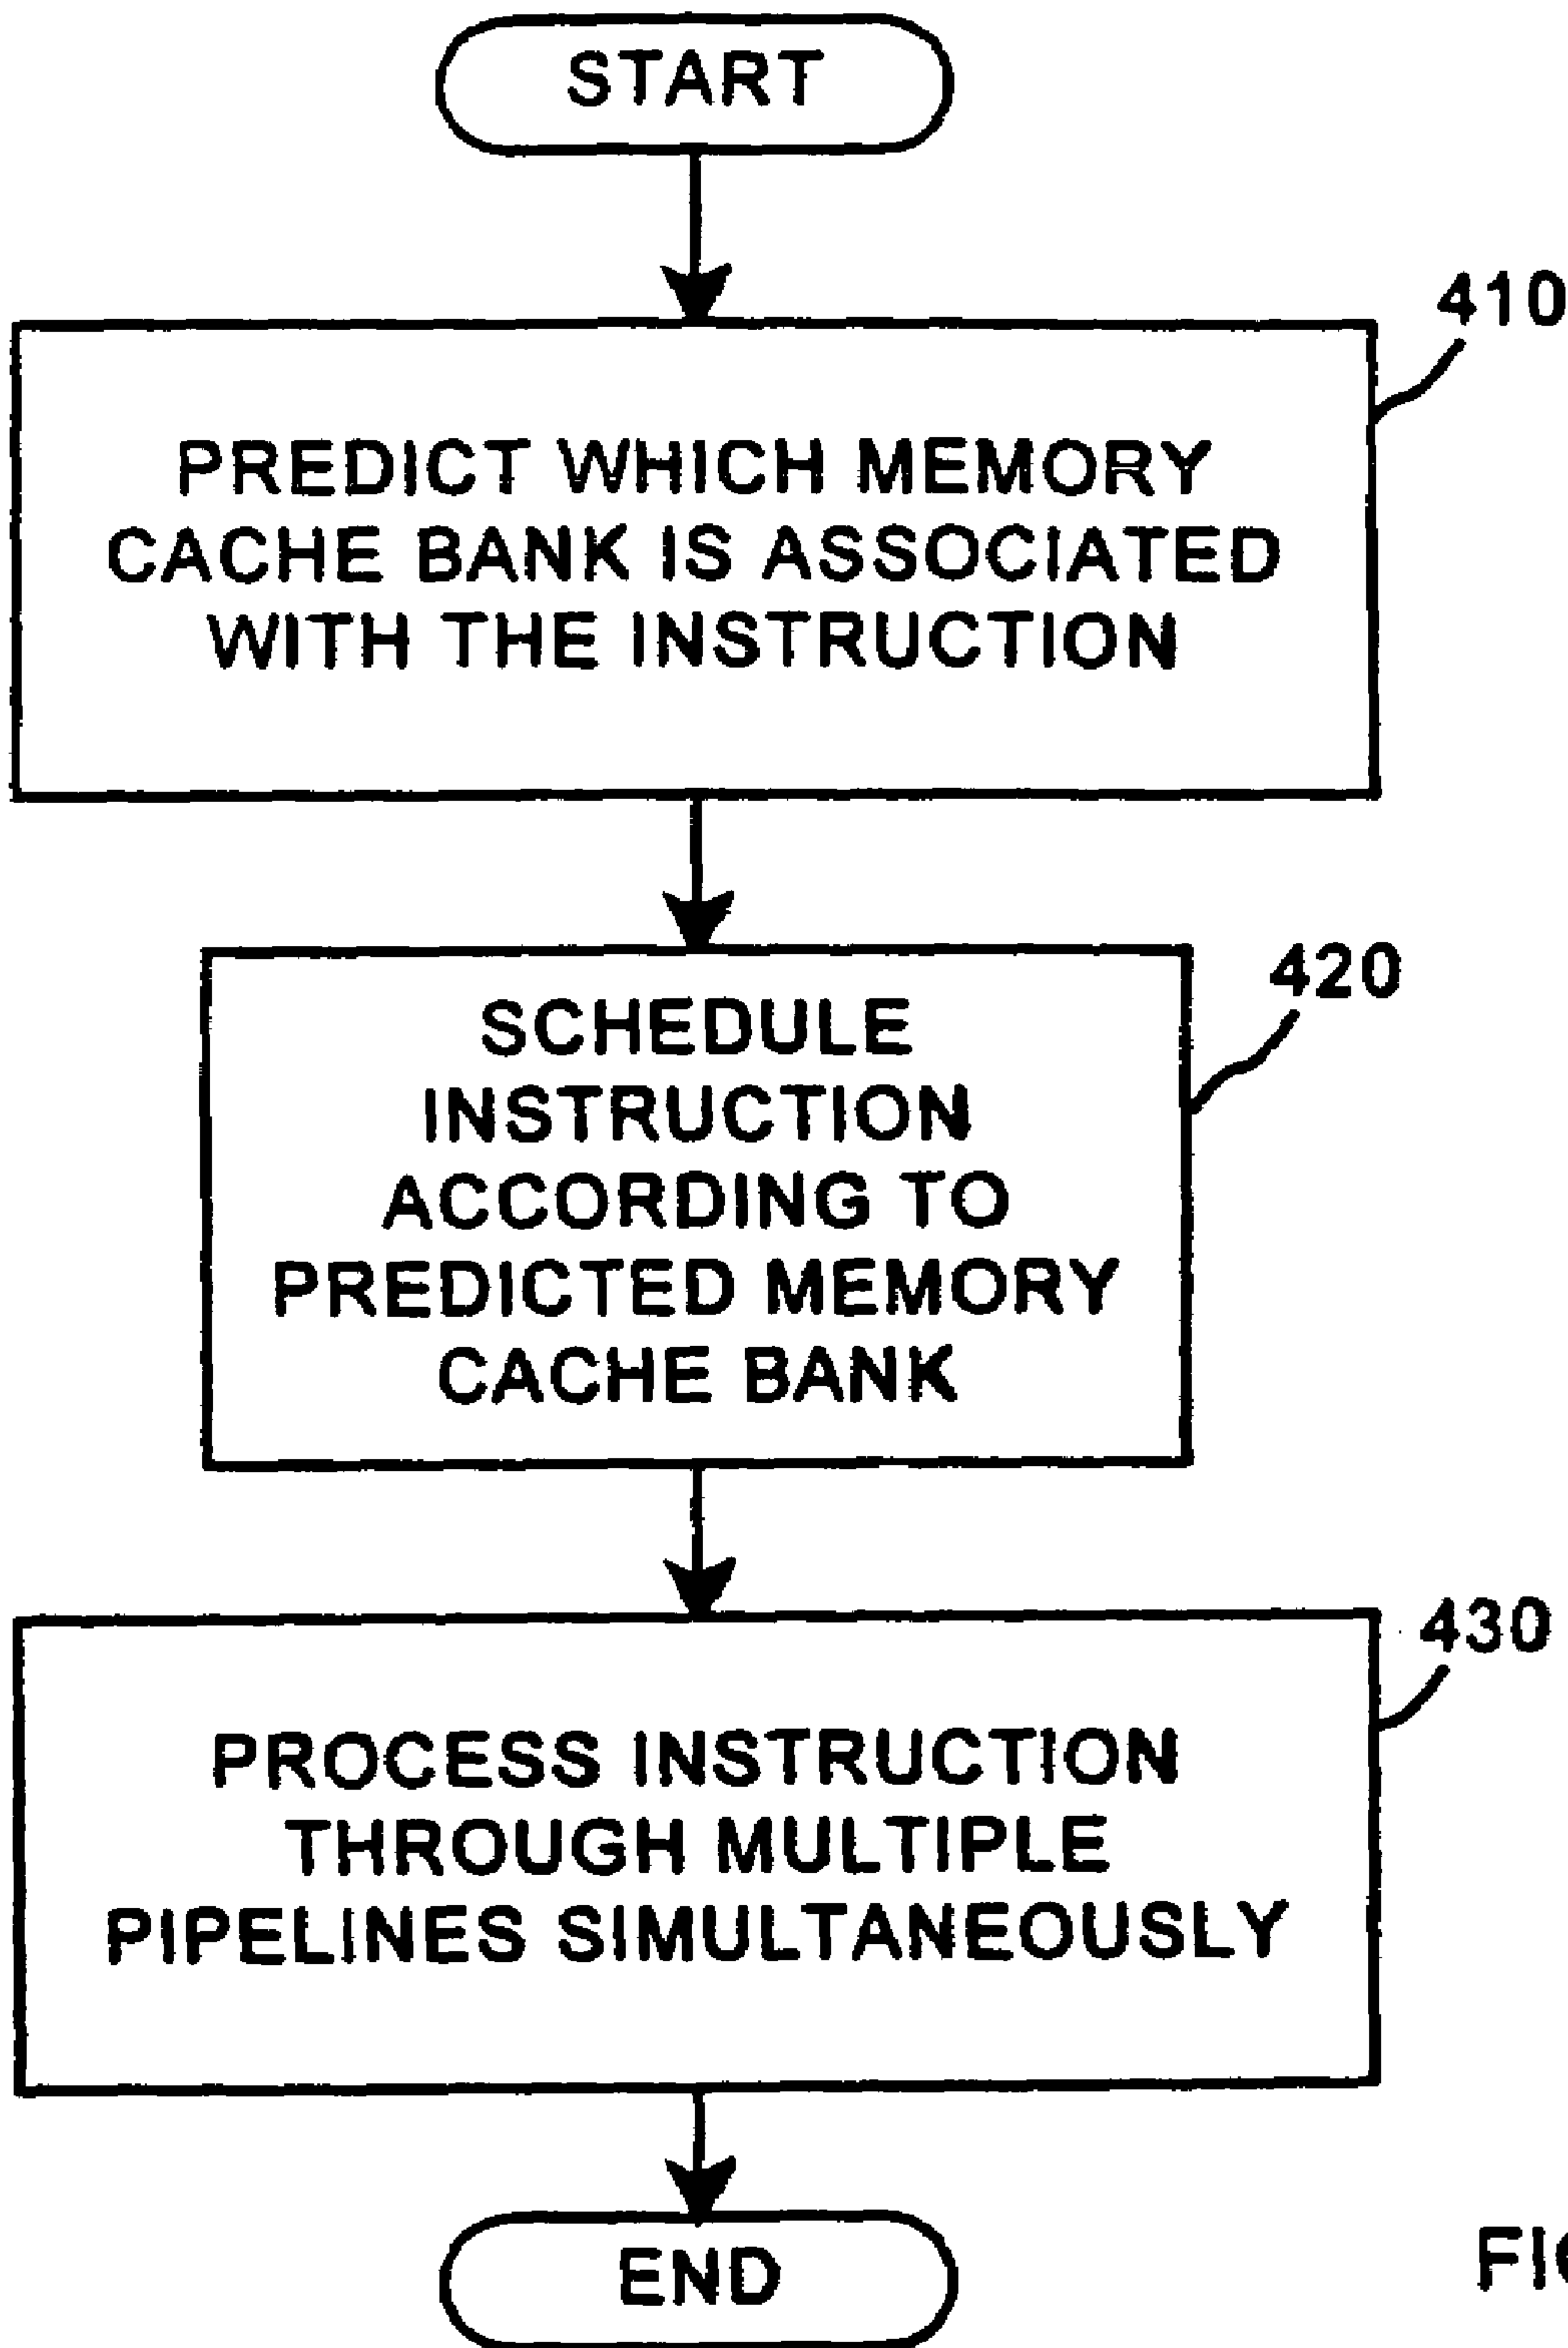 START
410
PREDICT WHICH MEMORY
CACHE BANK IS ASSOCIATED
WITH THE INSTRUCTION
420
SCHEDULE
INSTRUCTION
ACCORDING TO
PREDICTED MEMORY
CACHE BANK
430
PROCESS INSTRUCTION
THROUGH MULTIPLE
PIPELINES SIMULTANEOUSLY
END